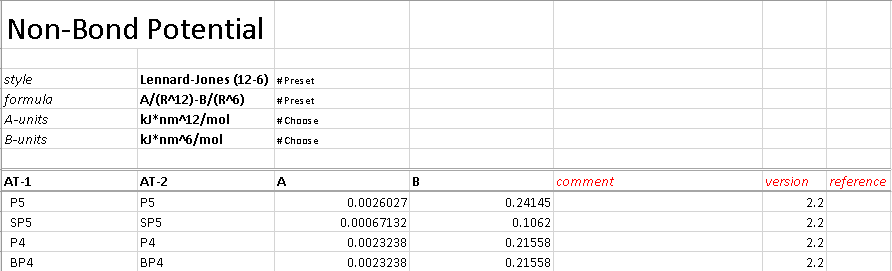 Non-Bond Potential
style Lennard-Jones (12-6) #Preset
formula A/(R^12)-B/(R^6) #Preset
A-units kJ*nm^12/mol #Choose
B-units kJ*nm^6/mol #Choose
AT-1 AT-2 A B comment version reference
P5 P5 0.0026027 0.24145 2.2
SP5 SP5 0.00067132 0.1062 2.2
P4 P4 0.0023238 0.21558 2.2
BP4 BP4 0.0023238 0.21558 2.2